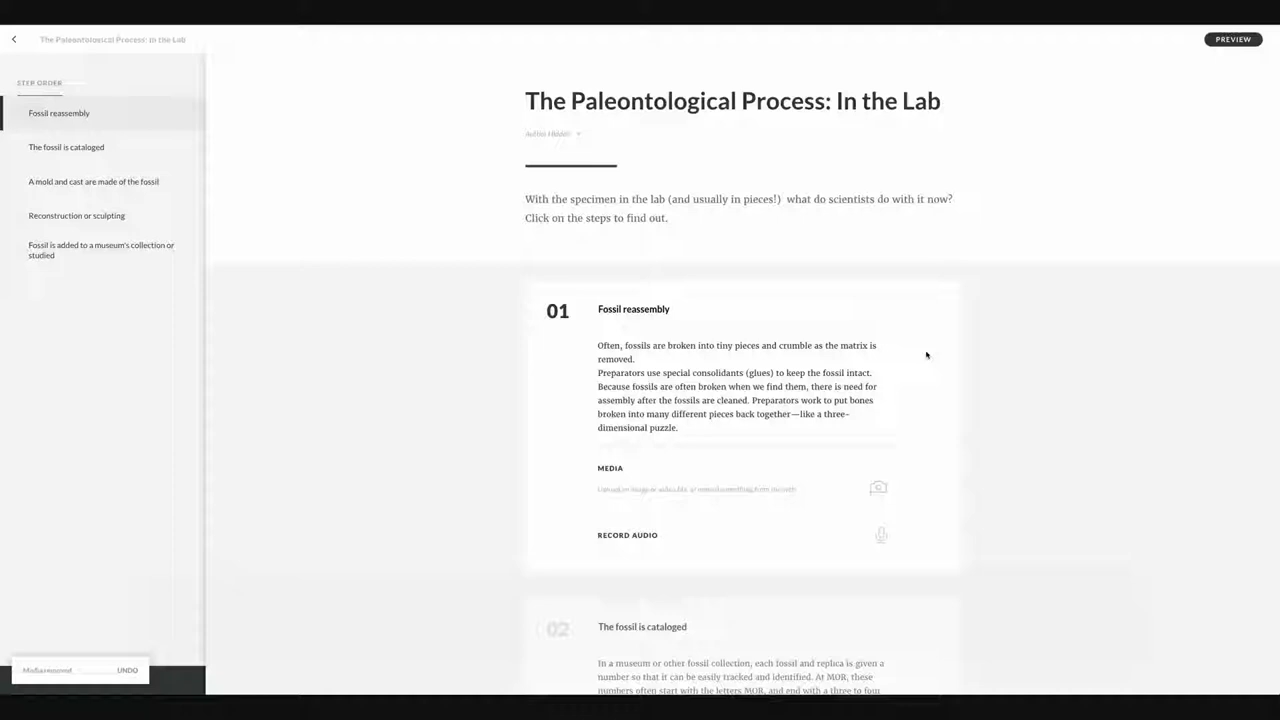 The Paleontological Process: In the Lab
PREVIEW
STEP ORDER
Fossil reassembly
The fossil is cataloged
A mold and cast are made of the fossil
Reconstruction or sculpting
Fossil is added to a museum's collection or
studied
The Paleontological Process: In the Lab
Author Hidden
With the specimen in the lab (and usually in pieces!) what do scientists do with it now?
Click on the steps to find out.
01
Fossil reassembly
Often, fossils are broken into tiny pieces and crumble as the matrix is
removed.
Preparators use special consolidants (glues) to keep the fossil intact.
Because fossils are often broken when we find them, there is need for
assembly after the fossils are cleaned. Preparators work to put bones
broken into many different pieces back together—like a three-
dimensional puzzle.
MEDIA
RECORD AUDIO
02
The fossil is cataloged
In a museum or other fossil collection, each fossil and replica is given a
number so that it can be easily tracked and identified. At MOR, these
numbers often start with the letters MOR, and end with a three to four
Media removed
UNDO